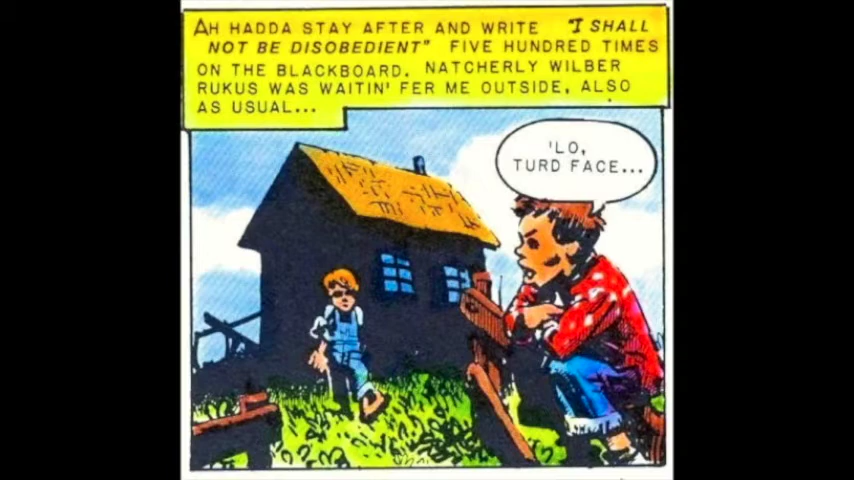 AH HADDA STAY AFTER AND WRITE "I SHALL
NOT BE DISOBEDIENT" FIVE HUNDRED TIMES
ON THE BLACKBOARD. NATCHERLY WILBER
RUKUS WAS WAITIN' FER ME OUTSIDE, ALSO
AS USUAL...
'LO,
TURD FACE...